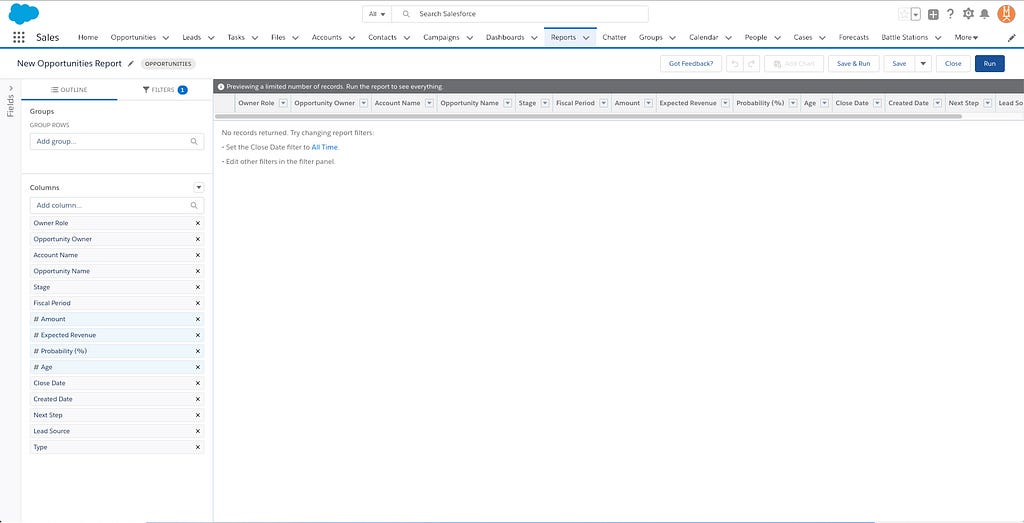 All
Search Salesforce
Sales
Home
Opportunities
Leads
Tasks
Files
Accounts
Contacts
Campaigns
Dashboards
Reports
Chatter
Groups
Calendar
People
Cases
Forecasts
Battle Stations
More
New Opportunities Report
OPPORTUNITIES
Got Feedback?
Add Chart
Save & Run
Save
Close
Run
Fields
OUTLINE
FILTERS 1
Groups
GROUP ROWS
Add group...
Columns
Add column...
Owner Role
Opportunity Owner
Account Name
Opportunity Name
Stage
Fiscal Period
# Amount
# Expected Revenue
# Probability (%)
# Age
Close Date
Created Date
Next Step
Lead Source
Type
Previewing a limited number of records. Run the report to see everything.
Owner Role
Opportunity Owner
Account Name
Opportunity Name
Stage
Fiscal Period
Amount
Expected Revenue
Probability (%)
Age
Close Date
Created Date
Next Step
Lead So
No records returned. Try changing report filters:
- Set the Close Date filter to All Time.
- Edit other filters in the filter panel.